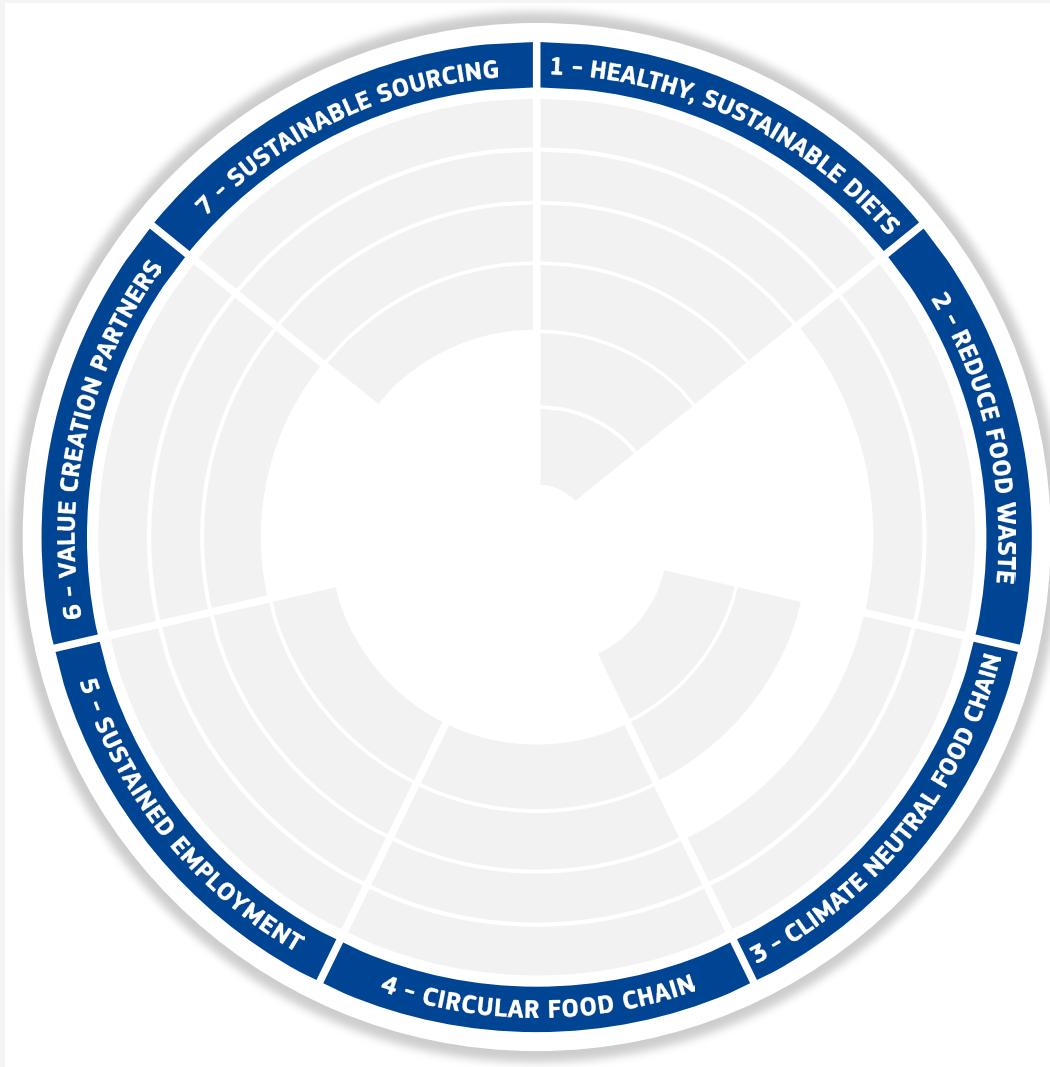 1 – HEALTHY, SUSTAINABLE DIETS
2 – REDUCE FOOD WASTE
3 – CLIMATE NEUTRAL FOOD CHAIN
4 – CIRCULAR FOOD CHAIN
5 – SUSTAINED EMPLOYMENT
6 – VALUE CREATION PARTNERS
7 – SUSTAINABLE SOURCING